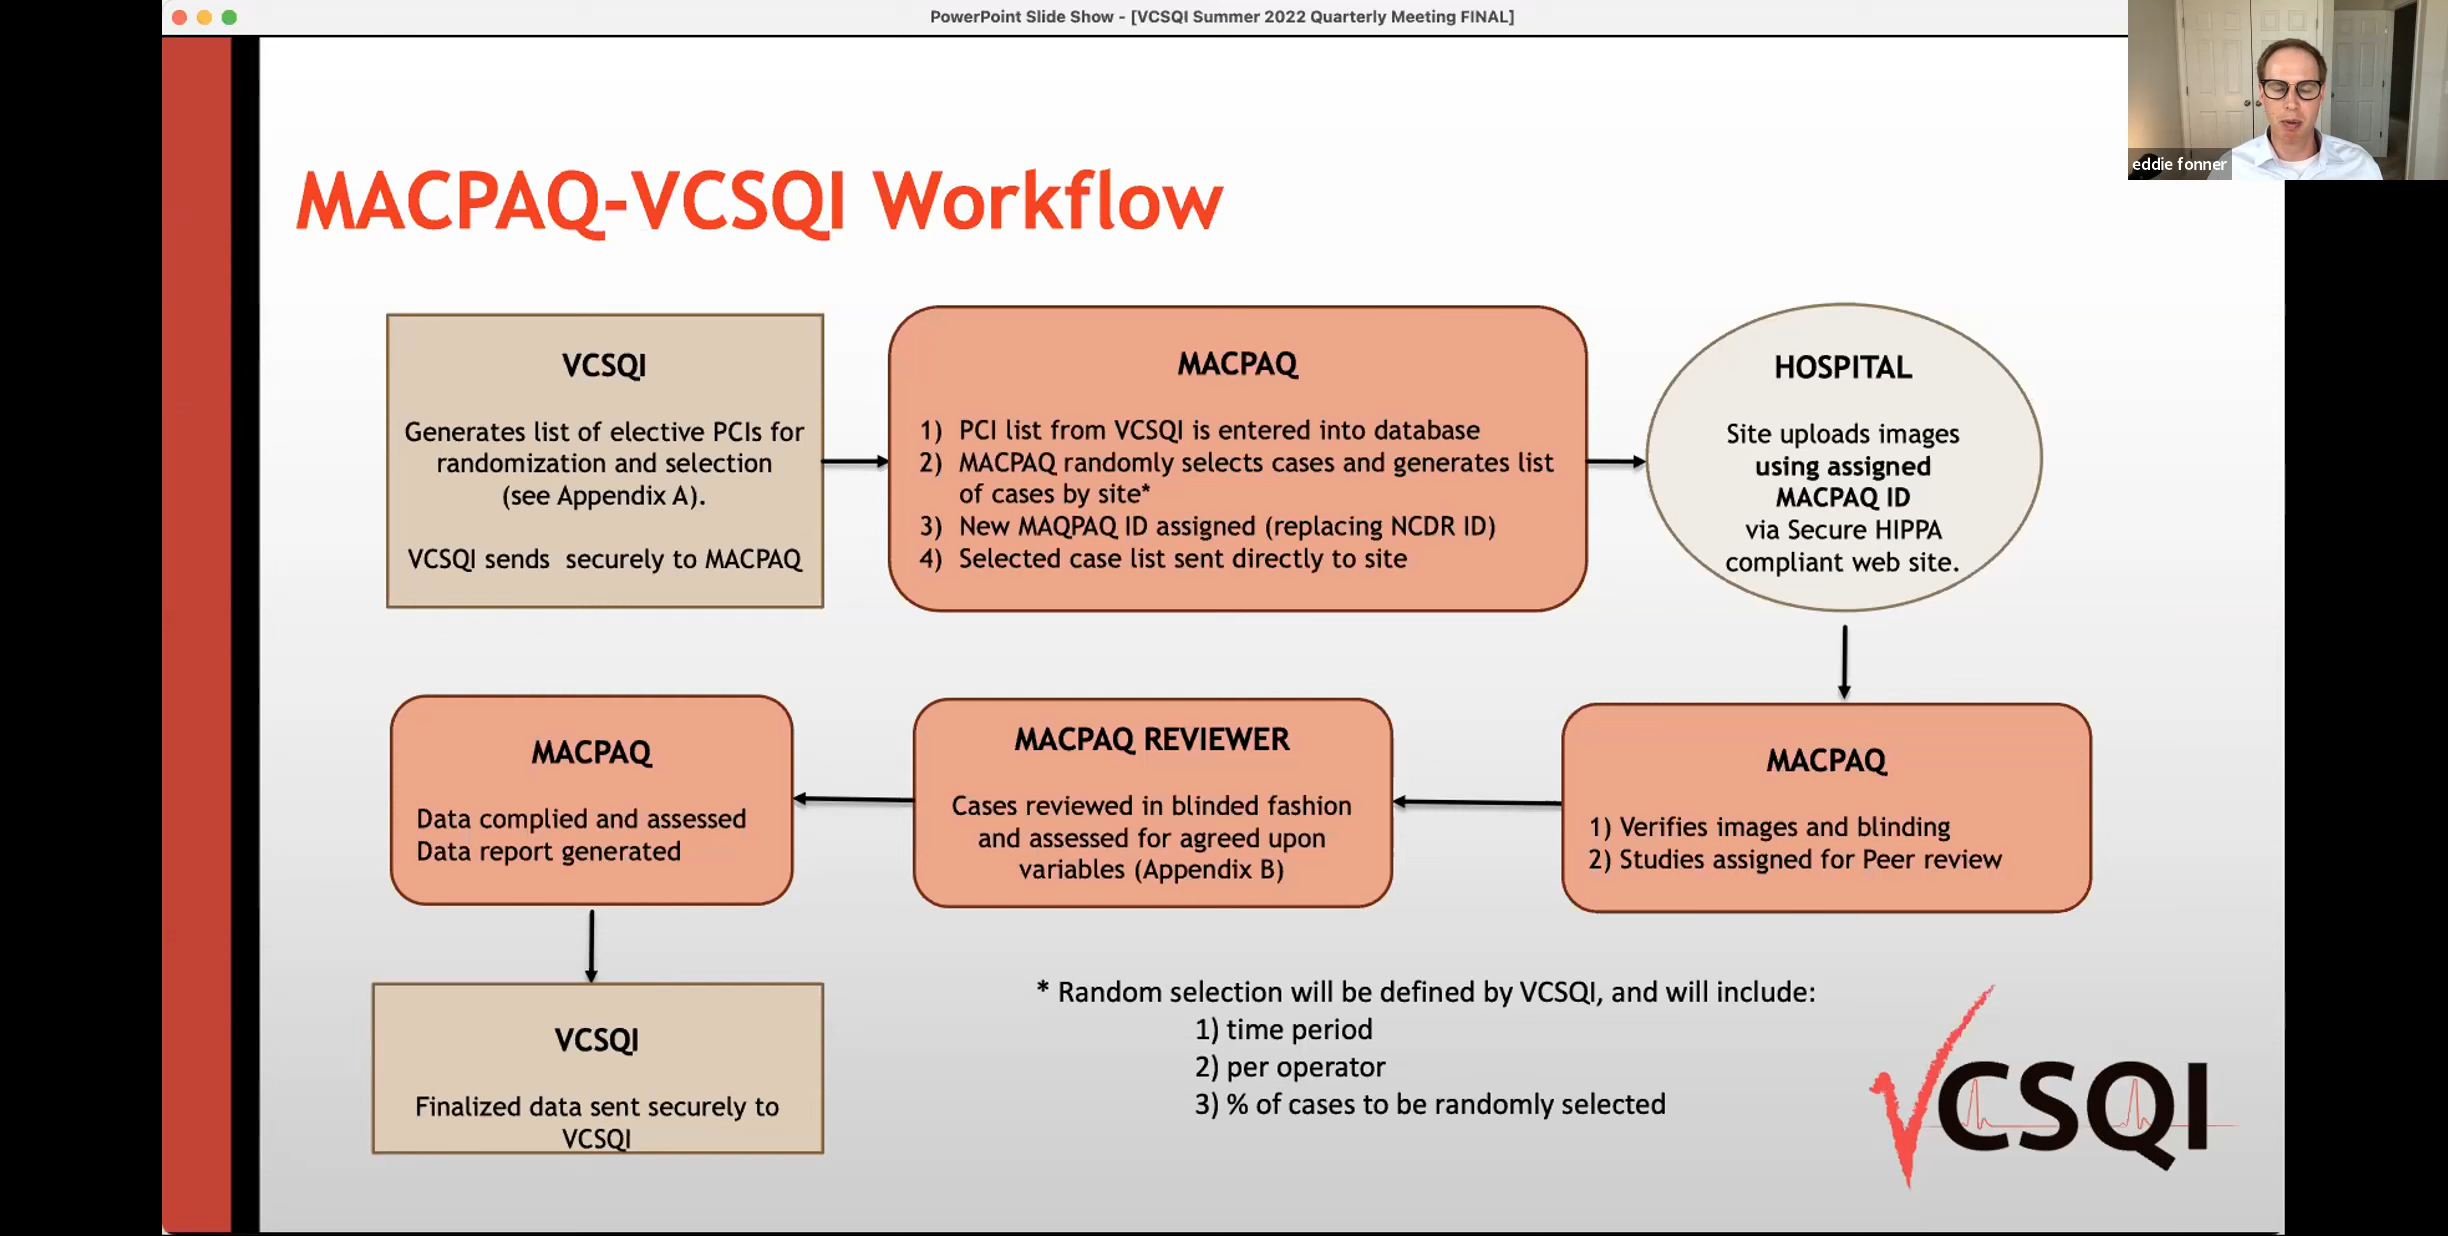 PowerPoint Slide Show - [VCSQI Summer 2022 Quarterly Meeting FINAL]
eddie fonner
MACPAQ-VCSQI Workflow
VCSQI
Generates list of elective PCIs for
randomization and selection
(see Appendix A).
VCSQI sends securely to MACPAQ
MACPAQ
1) PCI list from VCSQI is entered into database
2) MACPAQ randomly selects cases and generates list
of cases by site*
3) New MAQPAQ ID assigned (replacing NCDR ID)
4) Selected case list sent directly to site
HOSPITAL
Site uploads images
using assigned
MACPAQ ID
via Secure HIPPA
compliant web site.
MACPAQ
1) Verifies images and blinding
2) Studies assigned for Peer review
MACPAQ REVIEWER
Cases reviewed in blinded fashion
and assessed for agreed upon
variables (Appendix B)
MACPAQ
Data complied and assessed
Data report generated
VCSQI
Finalized data sent securely to
VCSQI
* Random selection will be defined by VCSQI, and will include:
1) time period
2) per operator
3) % of cases to be randomly selected
VCSQI